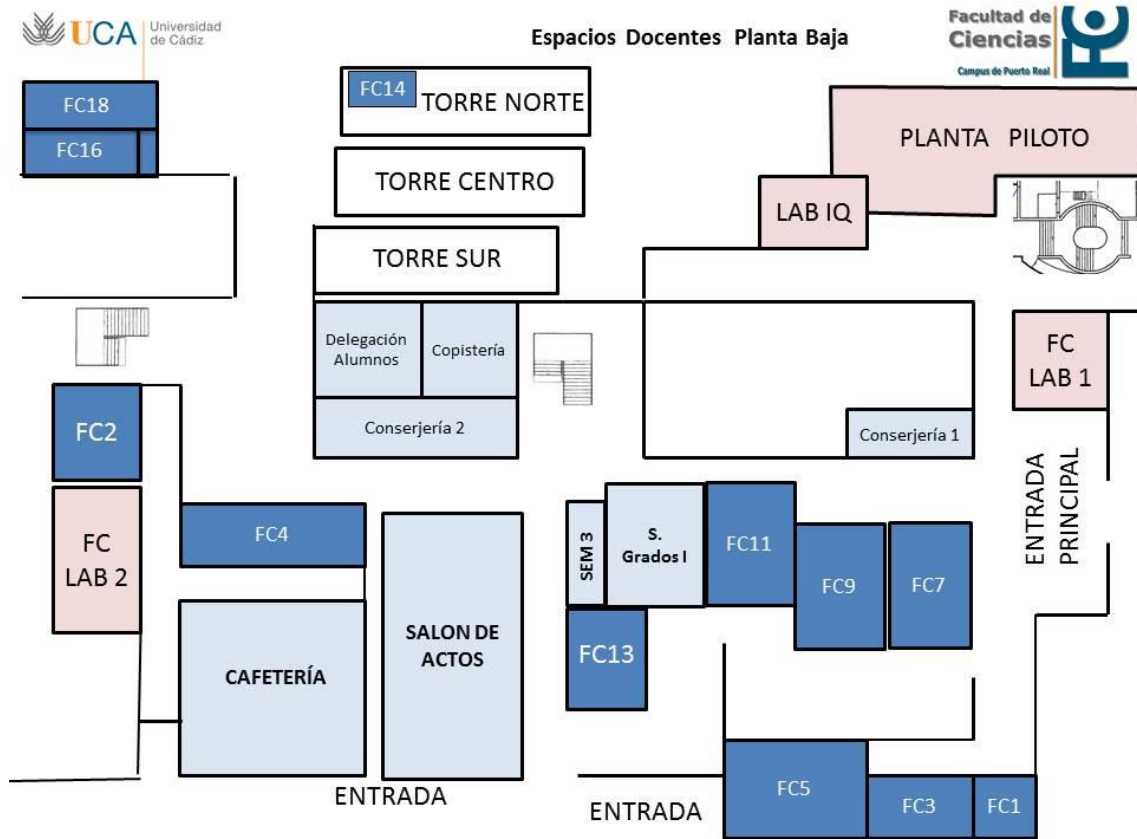 UCA
Universidad
de Cádiz
Espacios Docentes Planta Baja
Facultad de
Ciencias
Campus de Puerto Real
FC
FC18
FC16
FC14
TORRE NORTE
TORRE CENTRO
TORRE SUR
PLANTA PILOTO
LAB IQ
Delegación
Alumnos
Copistería
Conserjería 2
Conserjería 1
FC
LAB 1
ENTRADA
PRINCIPAL
FC2
FC
LAB 2
FC4
CAFETERÍA
SALON DE
ACTOS
SEM 3
S.
Grados I
FC11
FC9
FC7
FC13
ENTRADA
ENTRADA
FC5
FC3
FC1